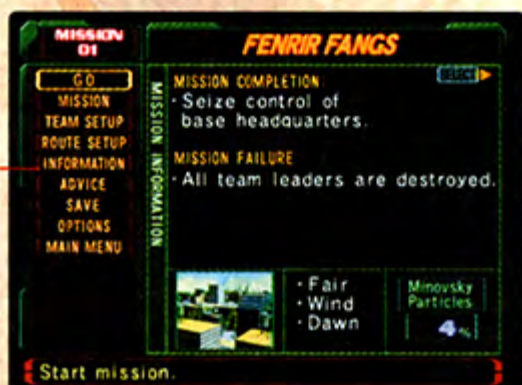 MISSION
01
FENRIR FANGS
GO
MISSION
TEAM SETUP
ROUTE SETUP
INFORMATION
ADVICE
SAVE
OPTIONS
MAIN MENU
MISSION INFORMATION
MISSION COMPLETION
SELECT
· Seize control of
base headquarters.
MISSION FAILURE
· All team leaders are destroyed.
· Fair
· Wind
· Dawn
Minovsky
Particles
4%
Start mission.